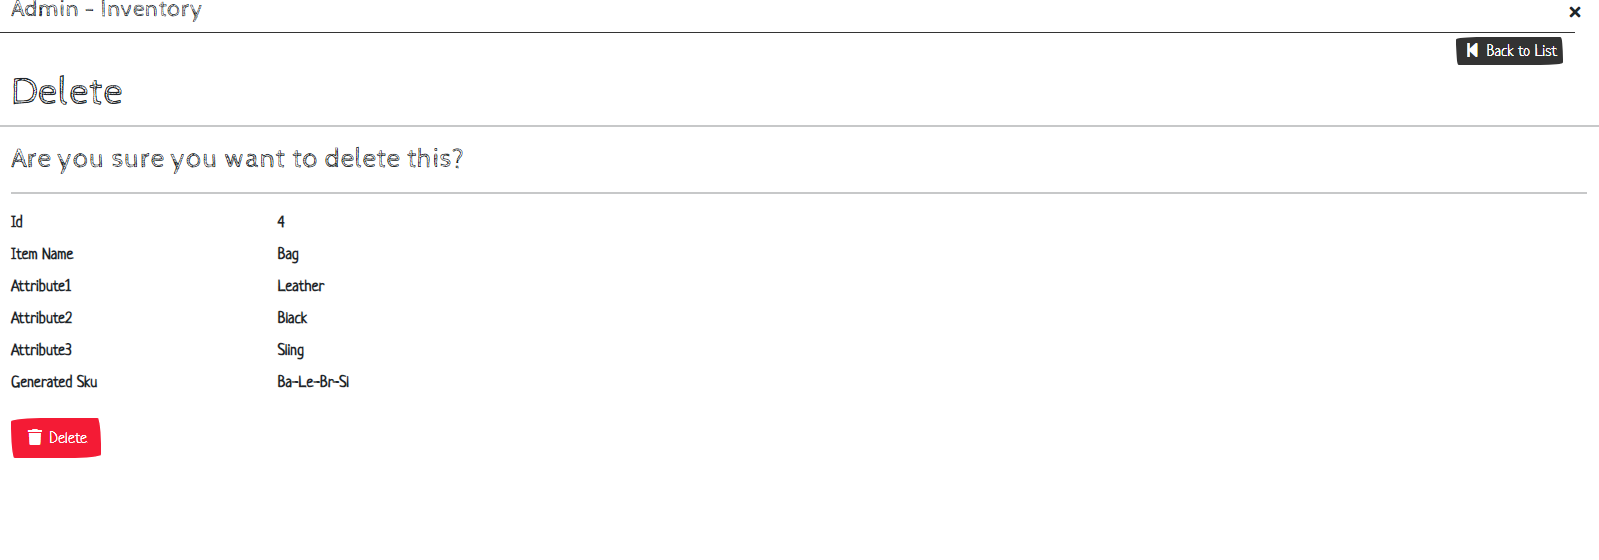 Admin - Inventory
Back to List
Delete
Are you sure you want to delete this?
Id 4
Item Name Bag
Attribute1 Leather
Attribute2 Black
Attribute3 Sling
Generated Sku Ba-Le-Br-Sl
Delete